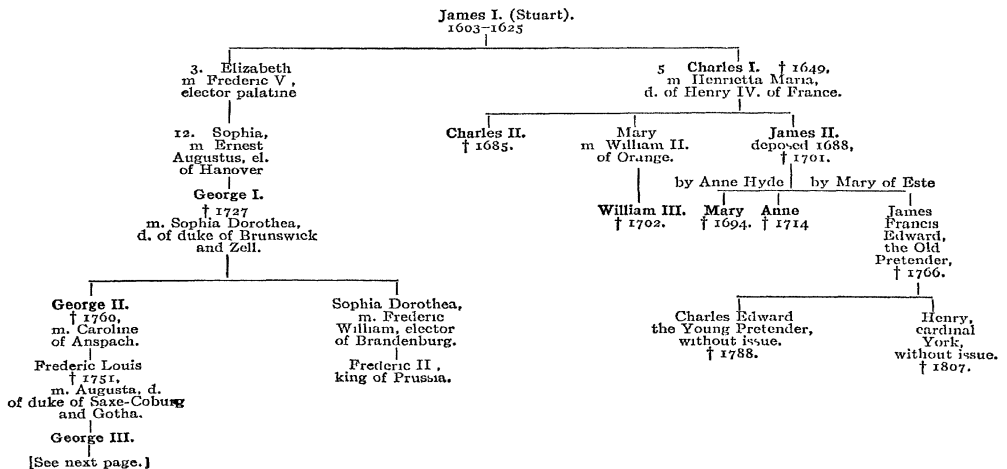 James I. (Stuart).
1603–1625
3. Elizabeth
m Frederic V,
elector palatine
5 Charles I. † 1649,
m Henrietta Maria,
d. of Henry IV. of France.
12. Sophia,
m Ernest
Augustus, el.
of Hanover
Charles II.
† 1685.
Mary
m William II.
of Orange.
James II.
deposed 1688,
† 1701.
by Anne Hyde
by Mary of Este
George I.
† 1727
m. Sophia Dorothea,
d. of duke of Brunswick
and Zell.
William III.
† 1702.
Mary
† 1694.
Anne
† 1714
James
Francis
Edward,
the Old
Pretender,
† 1766.
George II.
† 1760,
m. Caroline
of Anspach.
Sophia Dorothea,
m. Frederic
William, elector
of Brandenburg.
Charles Edward
the Young Pretender,
without issue.
† 1788.
Henry,
cardinal
York,
without issue.
† 1807.
Frederic Louis
† 1751,
m. Augusta, d.
of duke of Saxe-Coburg
and Gotha.
Frederic II,
king of Prussia.
George III.
[See next page.]